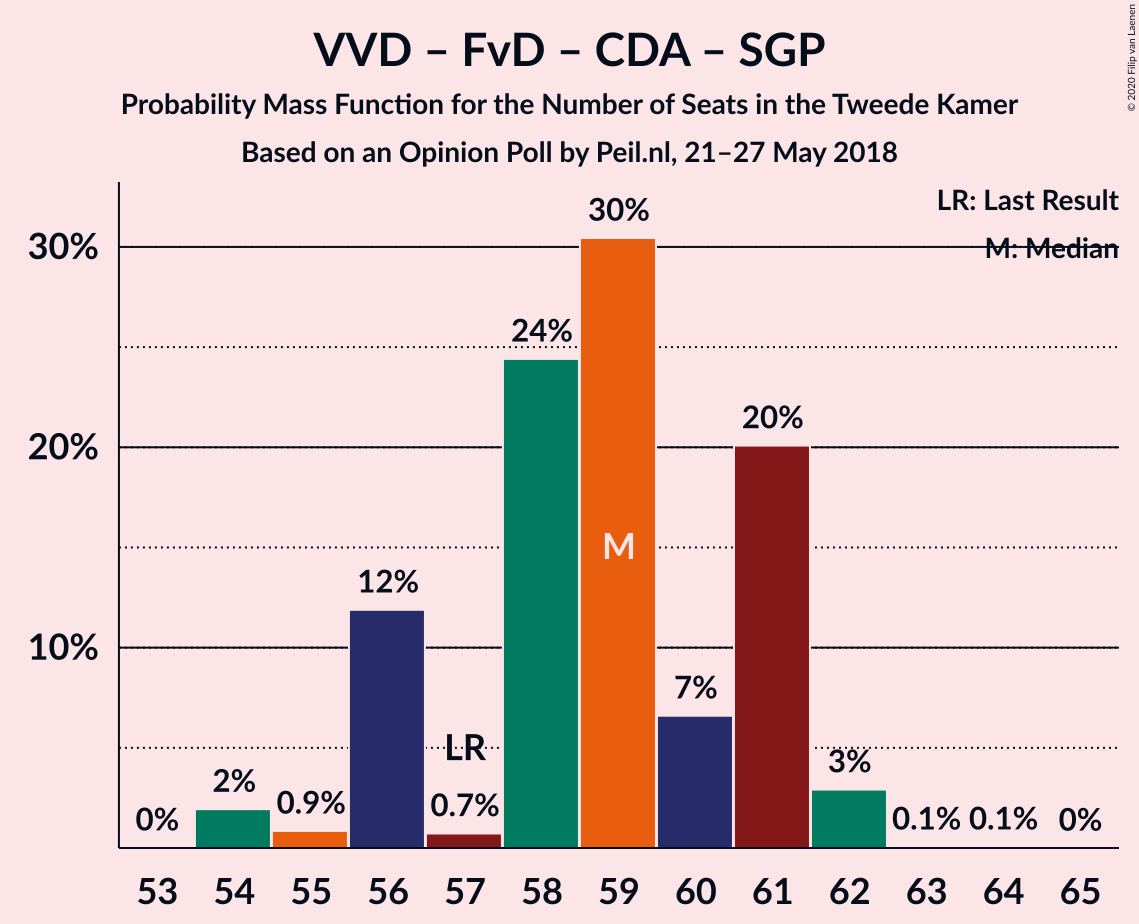 VVD – FvD – CDA – SGP
Probability Mass Function for the Number of Seats in the Tweede Kamer
Based on an Opinion Poll by Peil.nl, 21–27 May 2018
© 2020 Filip van Laenen
LR: Last Result
M: Median
30%
20%
10%
0%
2%
0.9%
12%
LR
0.7%
24%
30%
M
7%
20%
3%
0.1%
0.1%
0%
53 54 55 56 57 58 59 60 61 62 63 64 65